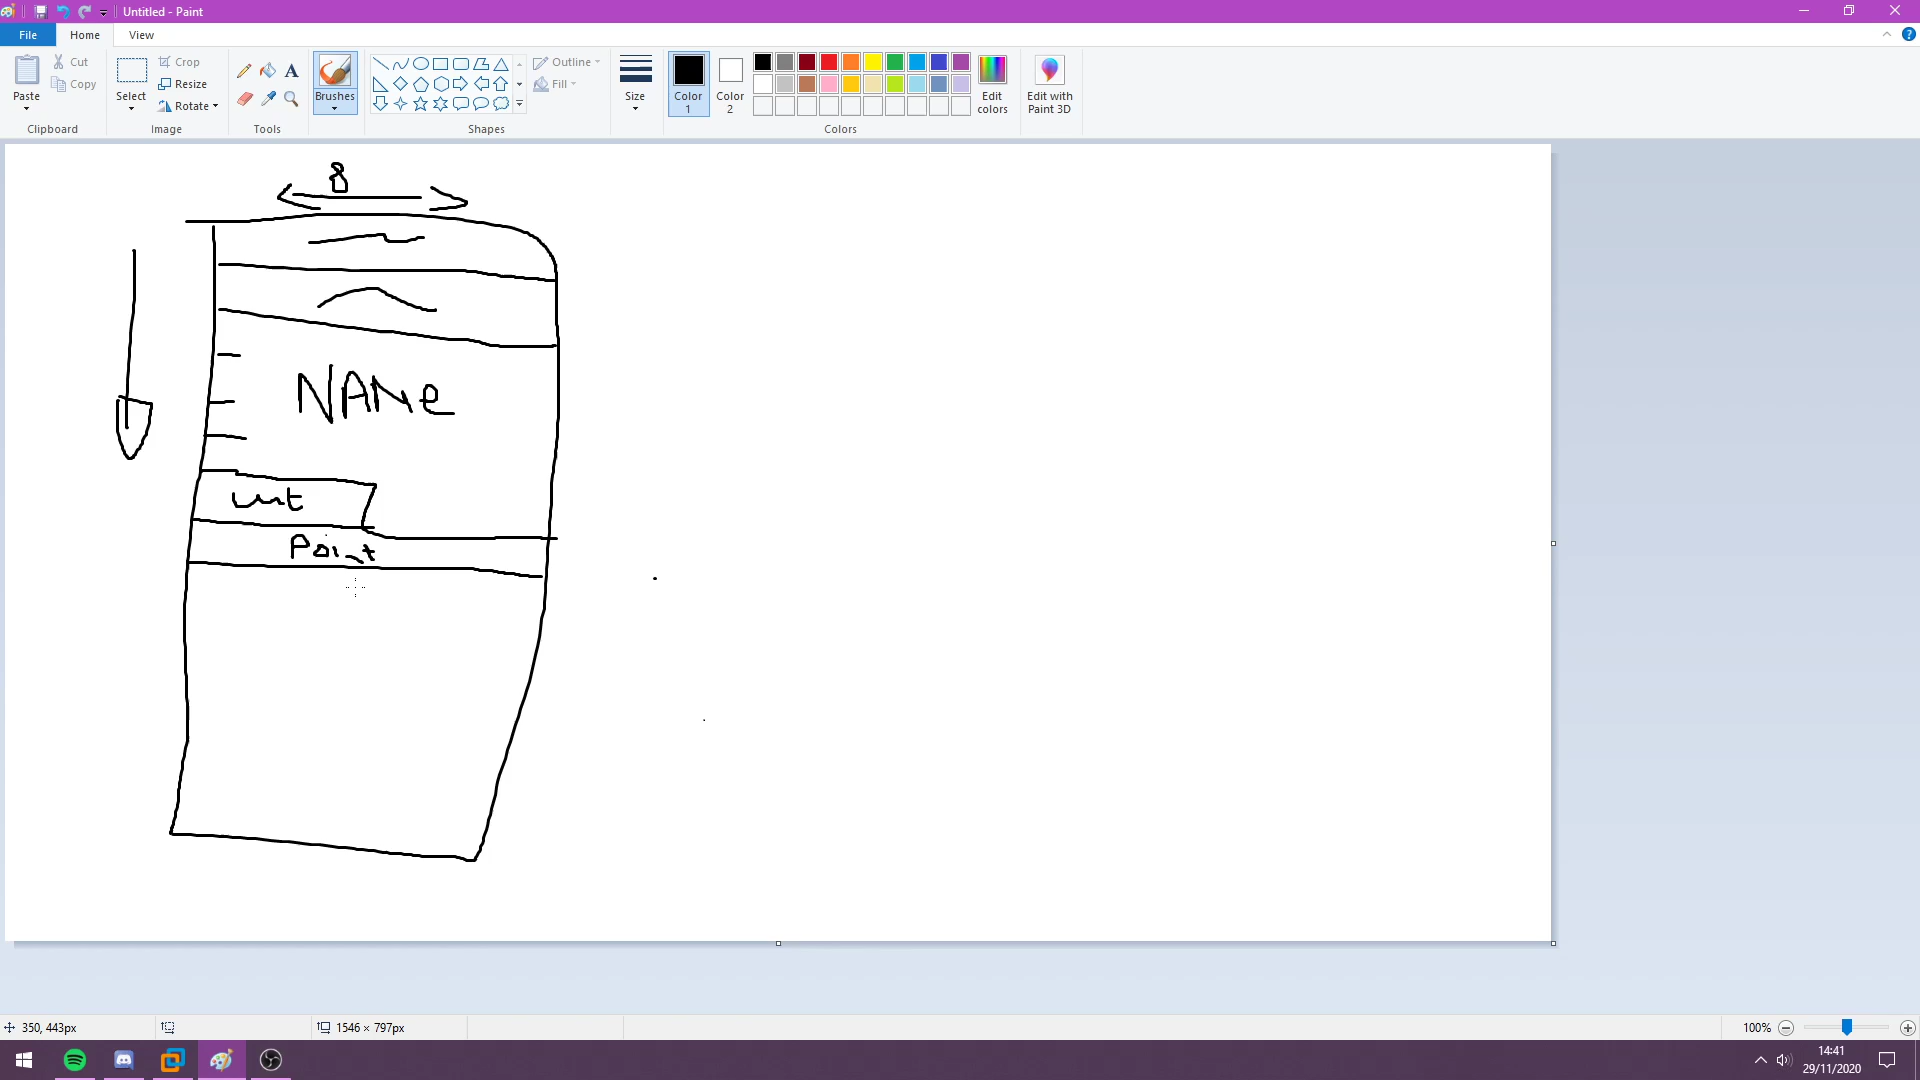 Untitled - Paint
File Home View
Paste
Cut
Copy
Clipboard
Select
Crop
Resize
Rotate
Image
Tools
Brushes
Shapes
Outline
Fill
Size
Color 1
Color 2
Colors
Edit colors
Edit with Paint 3D
8
NAMe
int
Point
350, 443px
1546 × 797px
100%
14:41
29/11/2020